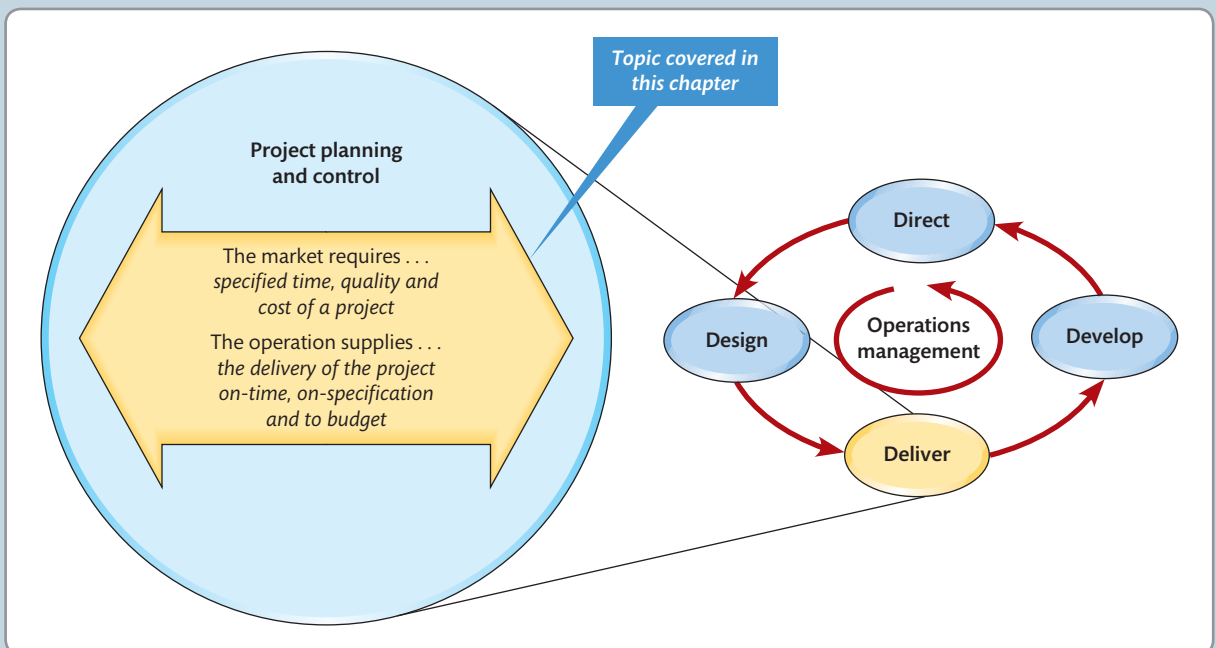 Topic covered in
this chapter
Project planning
and control
The market requires . . .
specified time, quality and
cost of a project
The operation supplies . . .
the delivery of the project
on-time, on-specification
and to budget
Direct
Design
Operations
management
Develop
Deliver